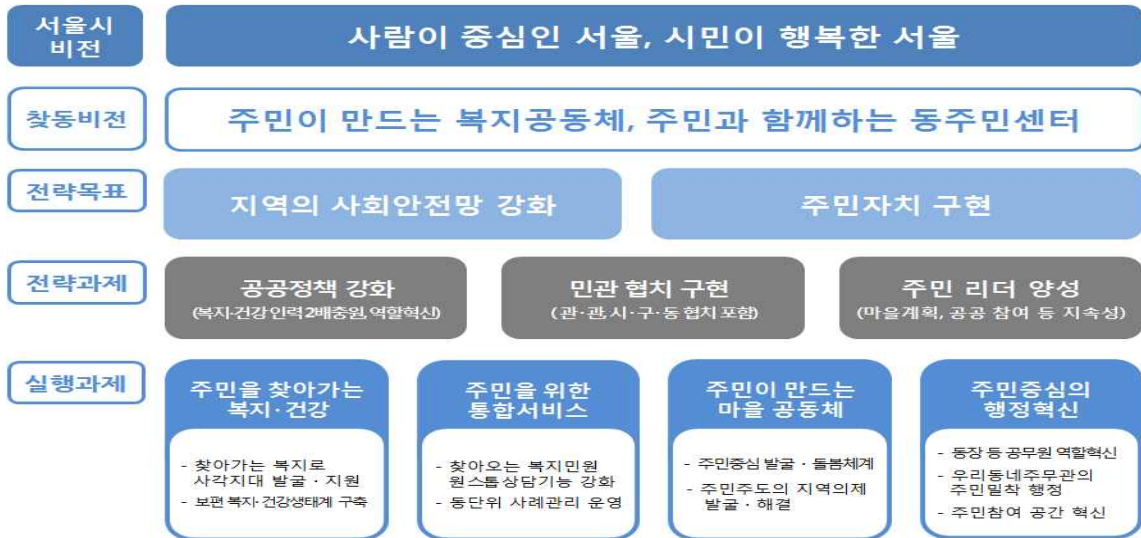 서울시
비전
사람이 중심인 서울, 시민이 행복한 서울
찾동비전
주민이 만드는 복지공동체, 주민과 함께하는 동주민센터
전략목표
지역의 사회안전망 강화
주민자치 구현
전략과제
공공정책 강화
(복지·건강 인력 2배충원, 역할혁신)
민관 협치 구현
(관·관, 시·구·동 협치 포함)
주민 리더 양성
(마을계획, 공공 참여 등 지속성)
실행과제
주민을 찾아가는
복지·건강
- 찾아가는 복지로
사각지대 발굴·지원
- 보편 복지·건강생태계 구축
주민을 위한
통합서비스
- 찾아오는 복지민원
원스톱상담기능 강화
- 동단위 사례관리 운영
주민이 만드는
마을 공동체
- 주민중심 발굴·돌봄체계
- 주민주도의 지역의제
발굴·해결
주민중심의
행정혁신
- 동장 등 공무원 역할혁신
- 우리동네주무관의
주민밀착 행정
- 주민참여 공간 혁신